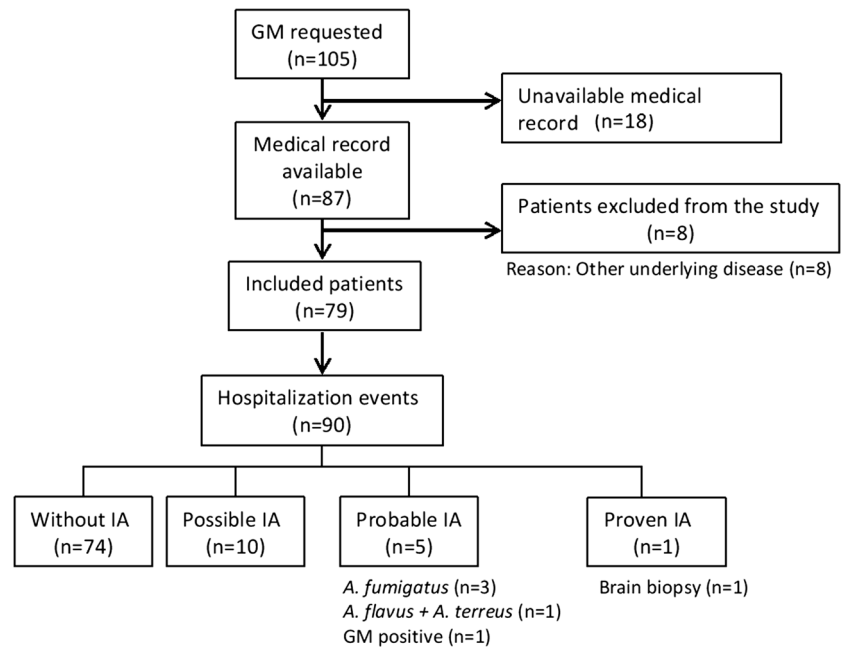 GM requested
(n=105)
Unavailable medical
record (n=18)
Medical record
available
(n=87)
Patients excluded from the study
(n=8)
Reason: Other underlying disease (n=8)
Included patients
(n=79)
Hospitalization events
(n=90)
Without IA
(n=74)
Possible IA
(n=10)
Probable IA
(n=5)
A. fumigatus (n=3)
A. flavus + A. terreus (n=1)
GM positive (n=1)
Proven IA
(n=1)
Brain biopsy (n=1)